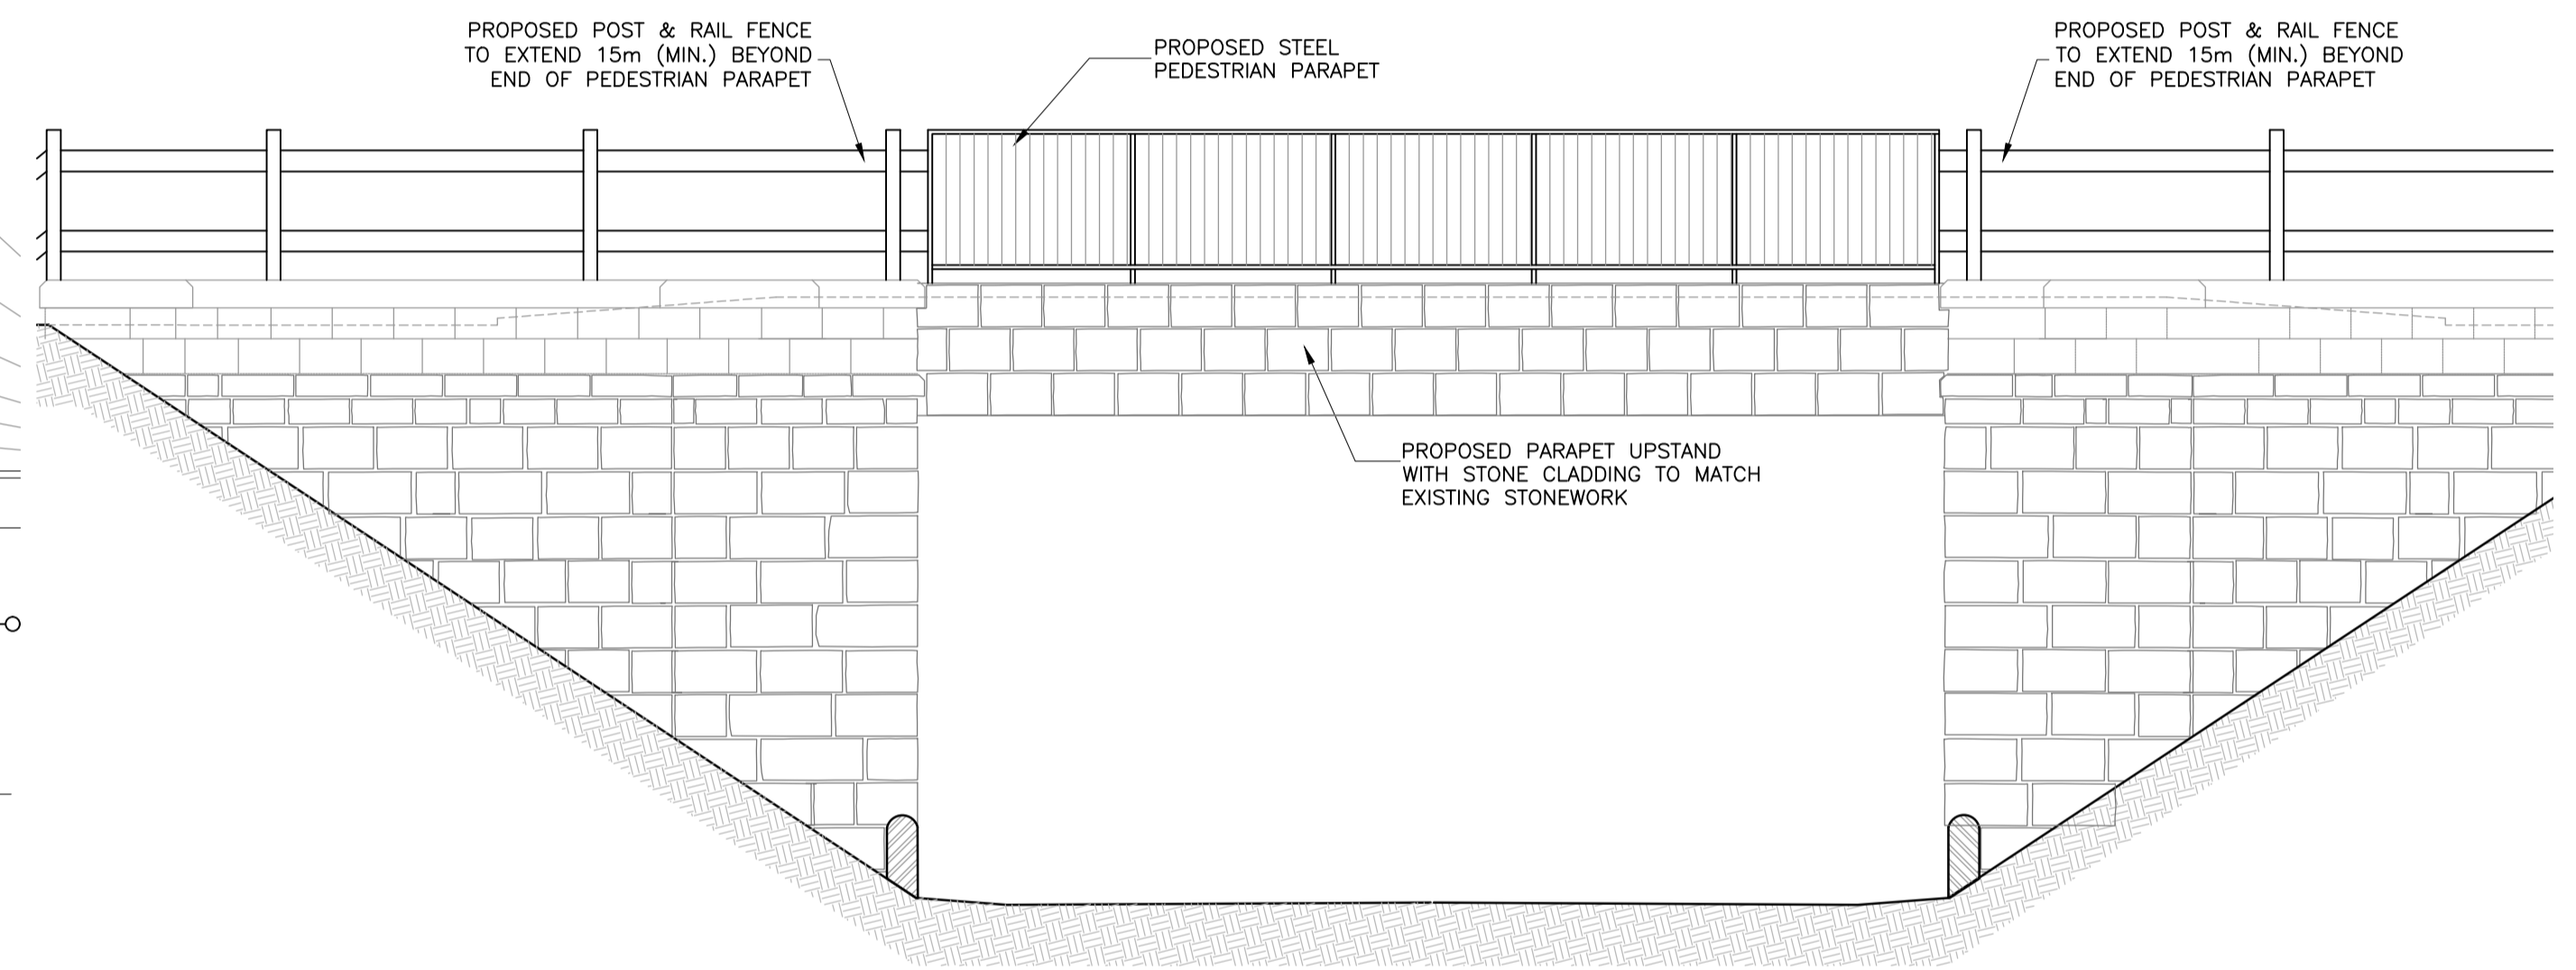 PROPOSED POST & RAIL FENCE
TO EXTEND 15m (MIN.) BEYOND
END OF PEDESTRIAN PARAPET
PROPOSED STEEL
PEDESTRIAN PARAPET
PROPOSED POST & RAIL FENCE
TO EXTEND 15m (MIN.) BEYOND
END OF PEDESTRIAN PARAPET
PROPOSED PARAPET UPSTAND
WITH STONE CLADDING TO MATCH
EXISTING STONEWORK